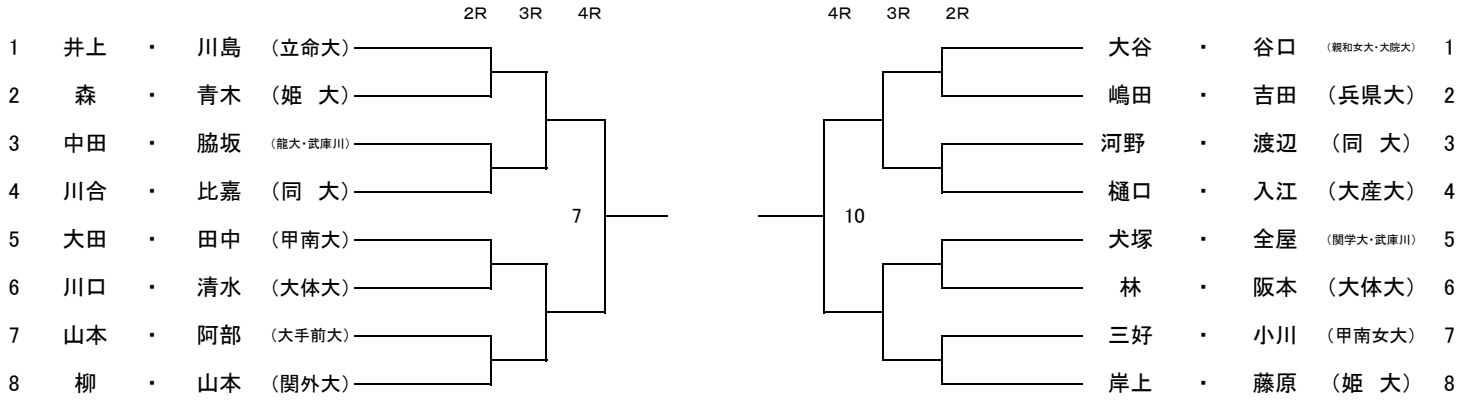 2R 3R 4R 4R 3R 2R
1 井上 ・ 川島 (立命大) 大谷 ・ 谷口 (親和女大・大院大) 1
2 森 ・ 青木 (姫 大) 嶋田 ・ 吉田 (兵県大) 2
3 中田 ・ 脇坂 (龍大・武庫川) 河野 ・ 渡辺 (同 大) 3
4 川合 ・ 比嘉 (同 大) 樋口 ・ 入江 (大産大) 4
7 10
5 大田 ・ 田中 (甲南大) 犬塚 ・ 全屋 (関学大・武庫川) 5
6 川口 ・ 清水 (大体大) 林 ・ 阪本 (大体大) 6
7 山本 ・ 阿部 (大手前大) 三好 ・ 小川 (甲南女大) 7
8 柳 ・ 山本 (関外大) 岸上 ・ 藤原 (姫 大) 8